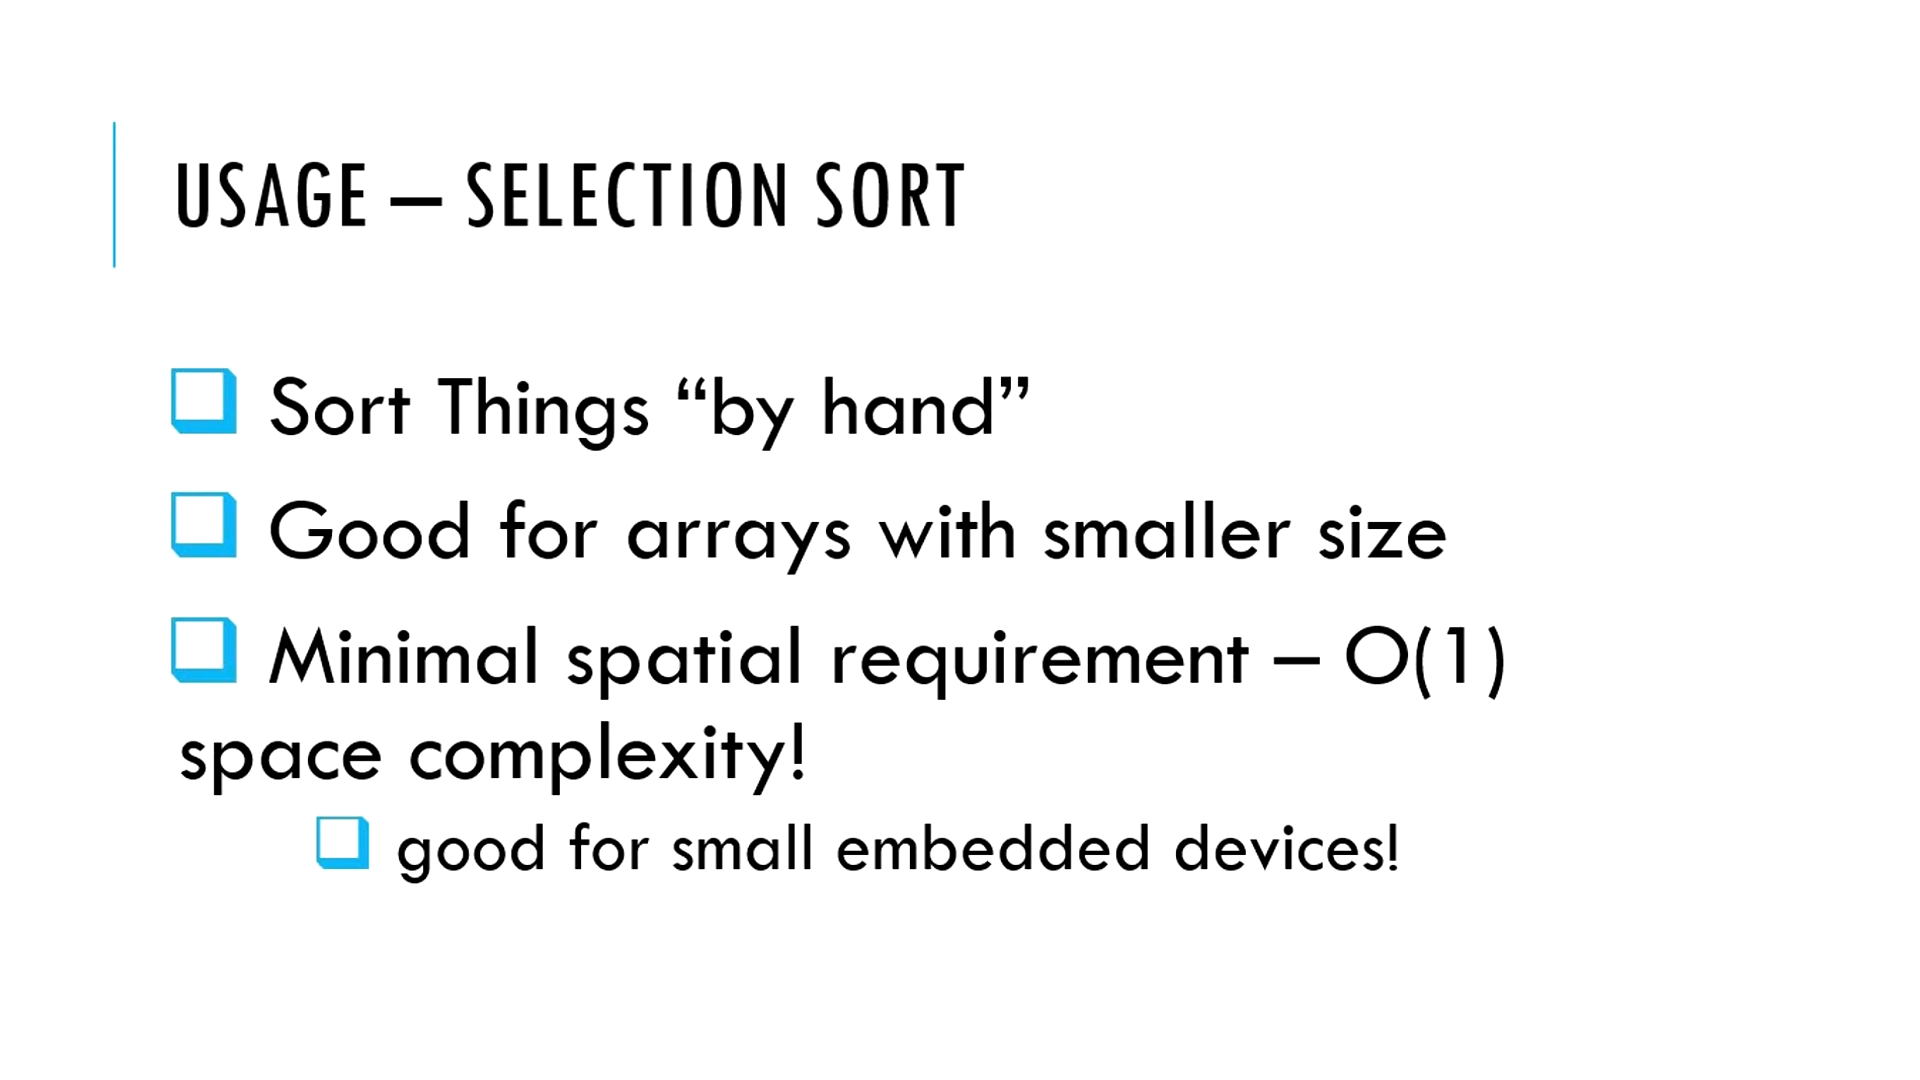 USAGE – SELECTION SORT
Sort Things “by hand”
Good for arrays with smaller size
Minimal spatial requirement – O(1)
space complexity!
good for small embedded devices!